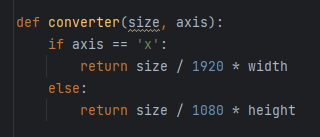 def converter(size, axis):
    if axis == 'x':
        return size / 1920 * width
    else:
        return size / 1080 * height